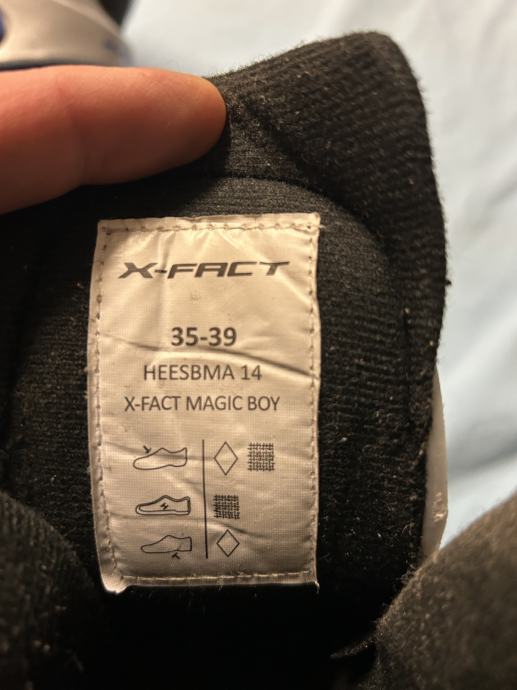 X-FACT
35-39
HEESBMA 14
X-FACT MAGIC BOY